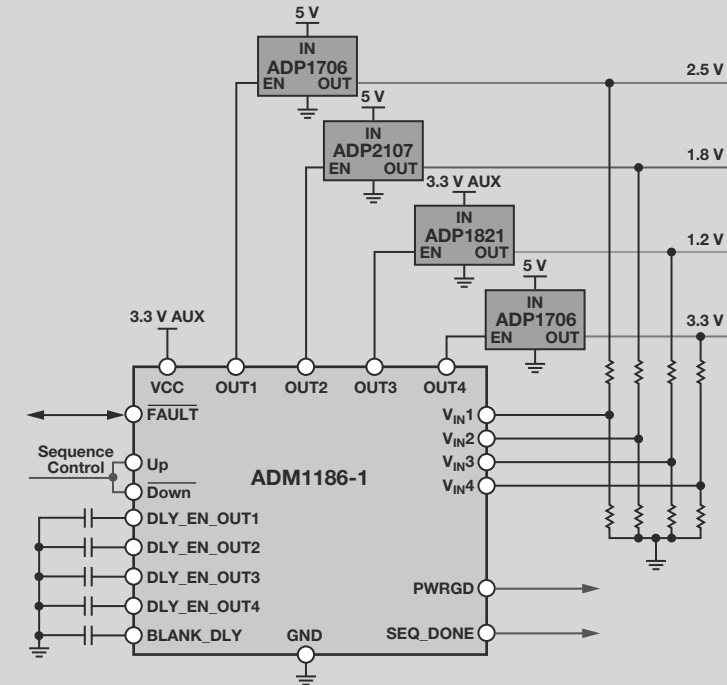 5 V
IN
ADP1706
EN OUT
2.5 V
5 V
IN
ADP2107
EN OUT
1.8 V
3.3 V AUX
IN
ADP1821
EN OUT
1.2 V
5 V
IN
ADP1706
EN OUT
3.3 V
3.3 V AUX
VCC OUT1 OUT2 OUT3 OUT4
FAULT
Sequence
Control
Up
Down
DLY_EN_OUT1
DLY_EN_OUT2
DLY_EN_OUT3
DLY_EN_OUT4
BLANK_DLY
ADM1186-1
VIN1
VIN2
VIN3
VIN4
PWRGD
SEQ_DONE
GND